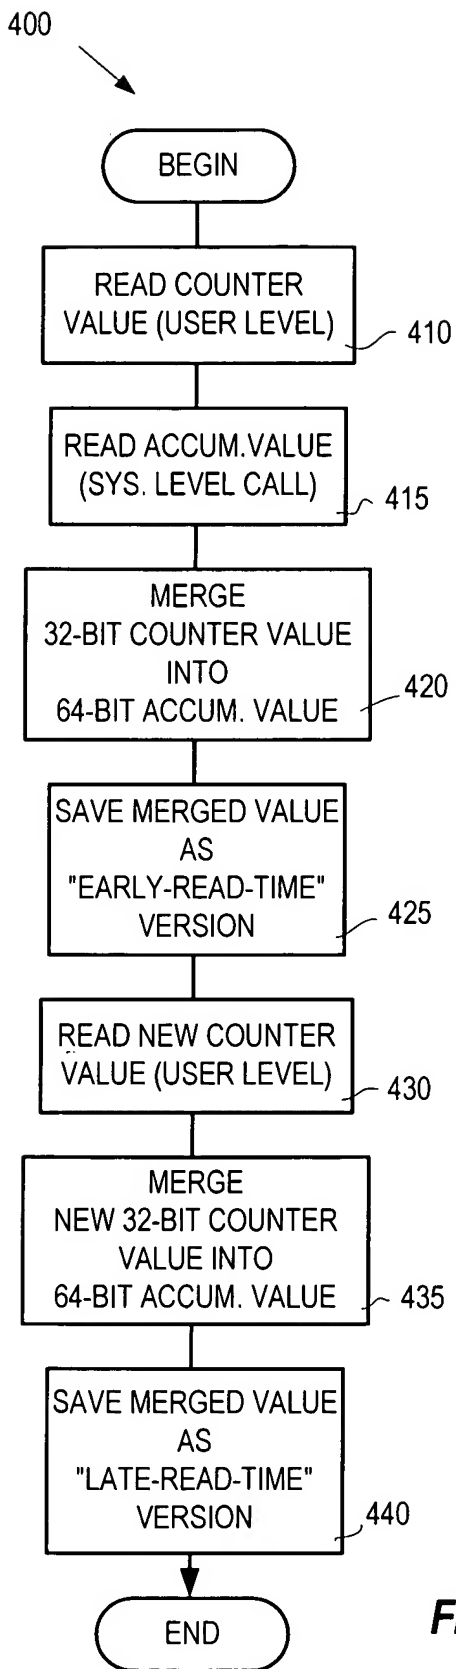 400
BEGIN
READ COUNTER
VALUE (USER LEVEL)
410
READ ACCUM.VALUE
(SYS. LEVEL CALL)
415
MERGE
32-BIT COUNTER VALUE
INTO
64-BIT ACCUM. VALUE
420
SAVE MERGED VALUE
AS
"EARLY-READ-TIME"
VERSION
425
READ NEW COUNTER
VALUE (USER LEVEL)
430
MERGE
NEW 32-BIT COUNTER
VALUE INTO
64-BIT ACCUM. VALUE
435
SAVE MERGED VALUE
AS
"LATE-READ-TIME"
VERSION
440
END